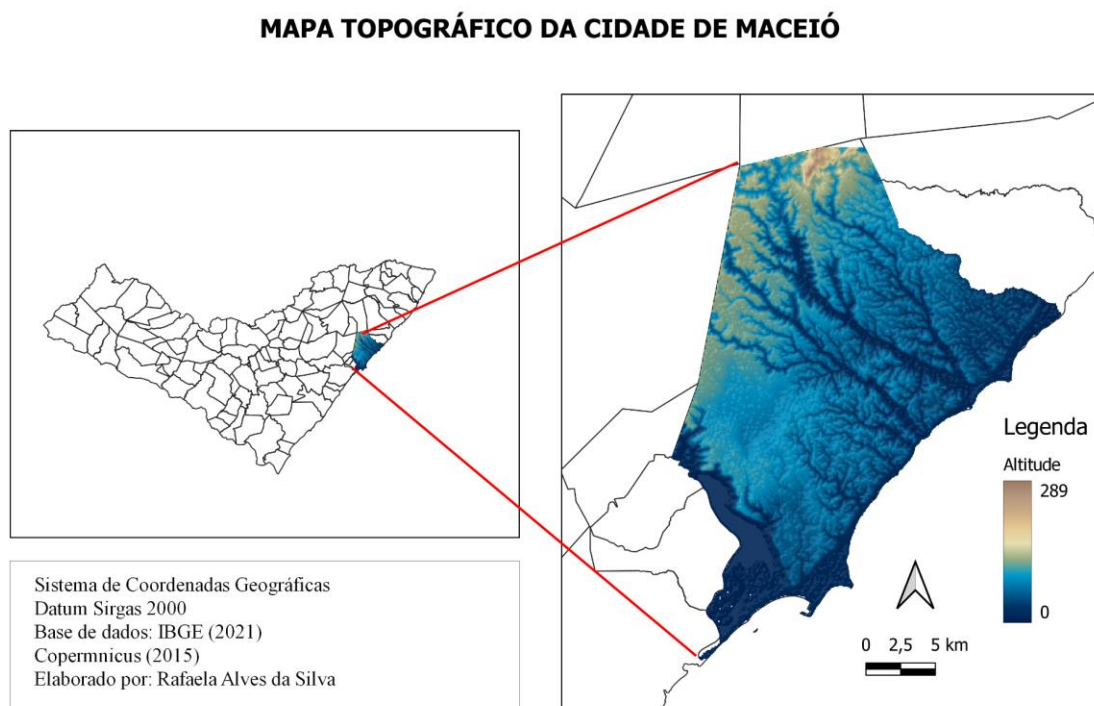 MAPA TOPOGRÁFICO DA CIDADE DE MACEIÓ
Legenda
Altitude
289
0
0 2,5 5 km
Sistema de Coordenadas Geográficas
Datum Sirgas 2000
Base de dados: IBGE (2021)
Copermnicus (2015)
Elaborado por: Rafaela Alves da Silva